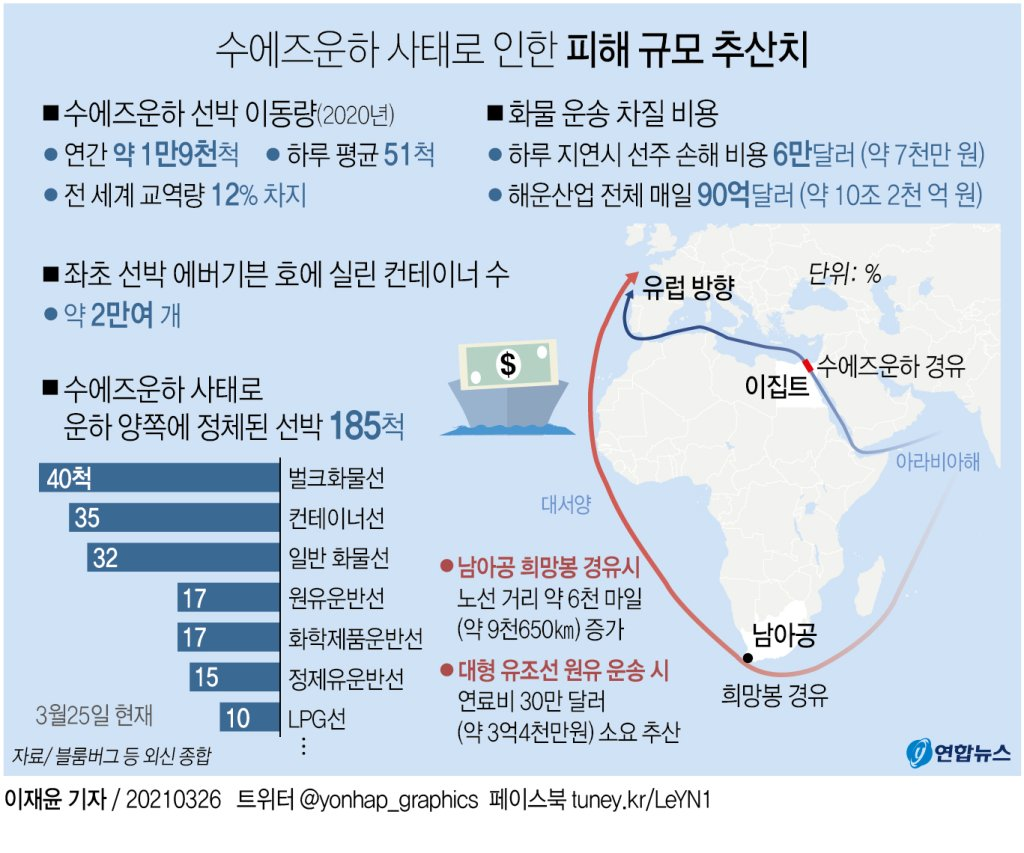 수에즈운하 사태로 인한 피해 규모 추산치
■ 수에즈운하 선박 이동량(2020년)
● 연간 약 1만9천척 ● 하루 평균 51척
● 전 세계 교역량 12% 차지
■ 화물 운송 차질 비용
● 하루 지연시 선주 손해 비용 6만달러 (약 7천만 원)
● 해운산업 전체 매일 90억달러 (약 10조 2천 억 원)
■ 좌초 선박 에버기븐 호에 실린 컨테이너 수
● 약 2만여 개
$
■ 수에즈운하 사태로
운하 양쪽에 정체된 선박 185척
40척 벌크화물선
35 컨테이너선
32 일반 화물선
17 원유운반선
17 화학제품운반선
15 정제유운반선
10 LPG선
⋮
3월25일 현재
단위: %
유럽 방향
수에즈운하 경유
이집트
아라비아해
대서양
남아공
희망봉 경유
● 남아공 희망봉 경유시
노선 거리 약 6천 마일
(약 9천650㎞) 증가
● 대형 유조선 원유 운송 시
연료비 30만 달러
(약 3억4천만원) 소요 추산
자료/ 블룸버그 등 외신 종합
연합뉴스
이재윤 기자 / 20210326 트위터 @yonhap_graphics 페이스북 tuney.kr/LeYN1